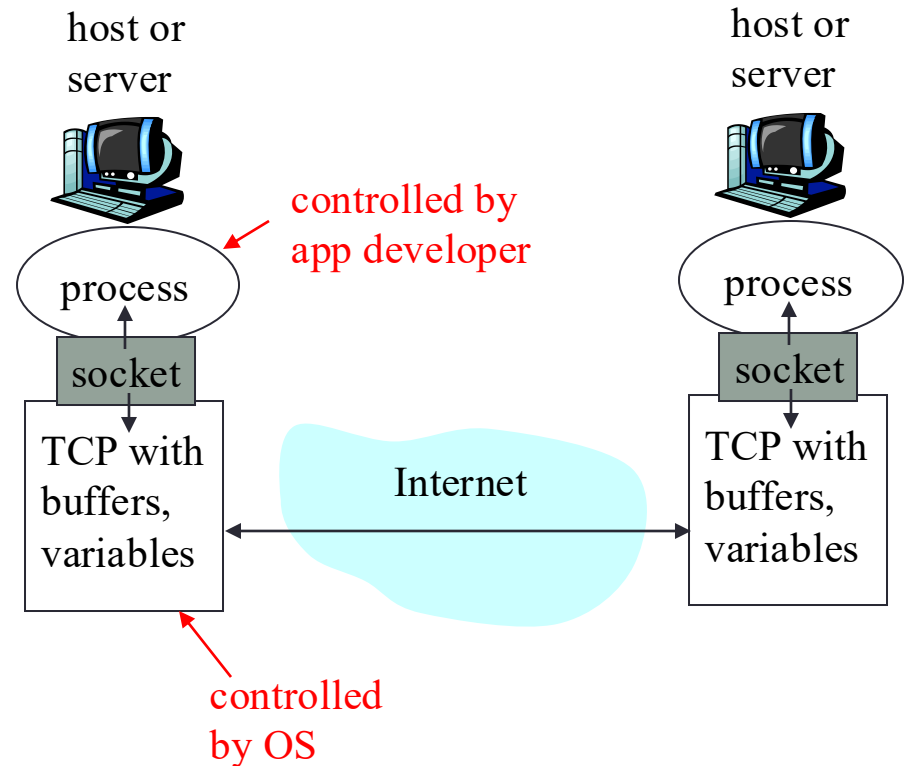 host or
server
host or
server
controlled by
app developer
process
process
socket
socket
TCP with
buffers,
variables
Internet
TCP with
buffers,
variables
controlled
by OS